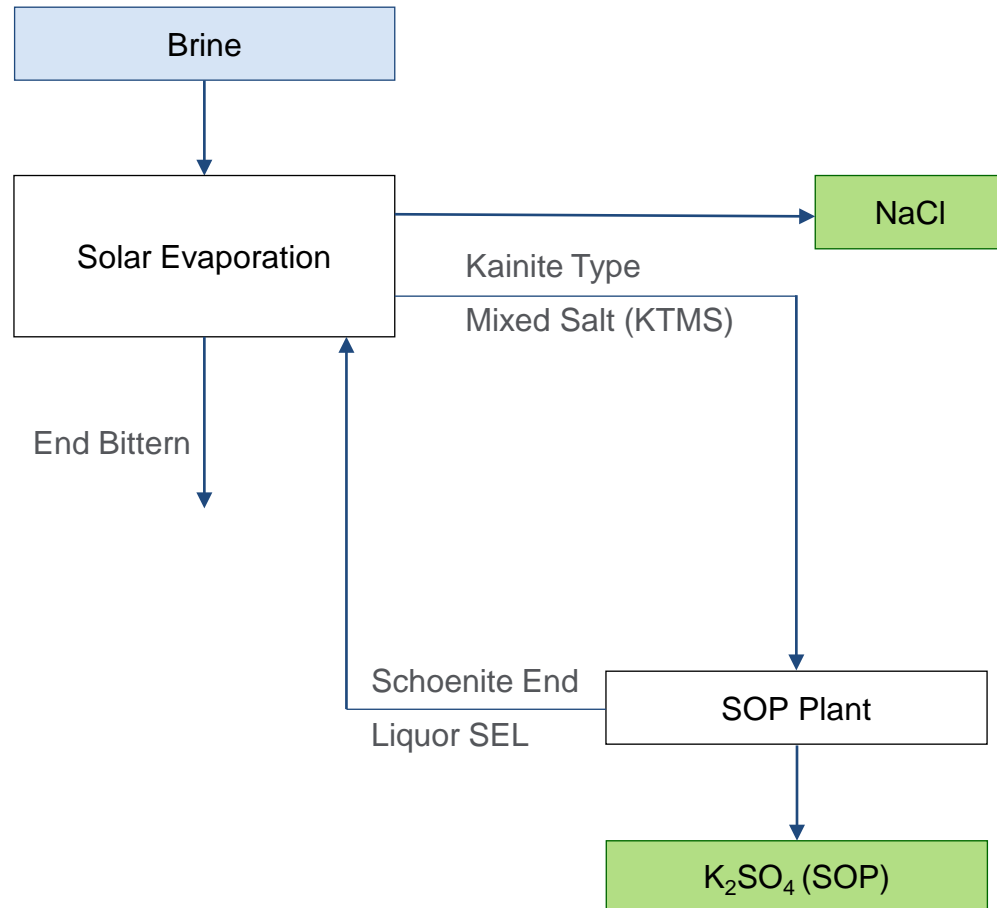 Brine
NaCl
Solar Evaporation
Kainite Type
Mixed Salt (KTMS)
End Bittern
Schoenite End
Liquor SEL
SOP Plant
K₂SO₄ (SOP)